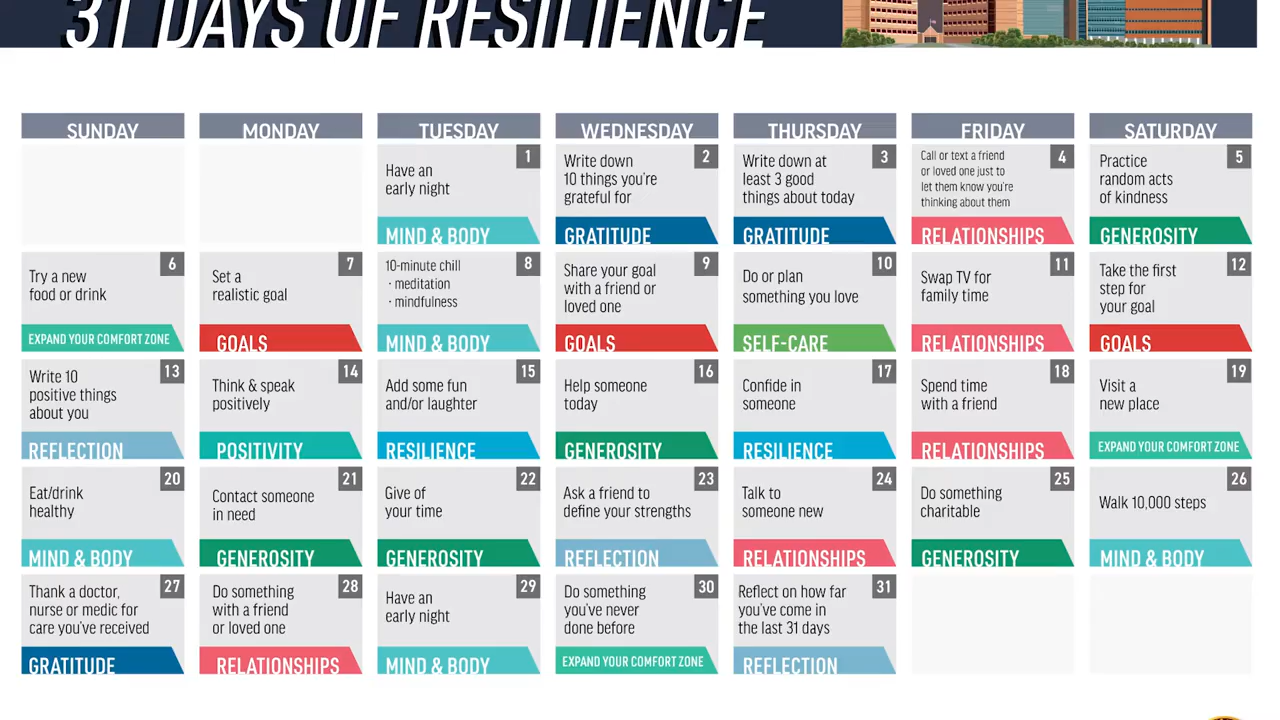 31 DAYS OF RESILIENCE
SUNDAY
MONDAY
TUESDAY
WEDNESDAY
THURSDAY
FRIDAY
SATURDAY
1
Have an
early night
MIND & BODY
2
Write down
10 things you're
grateful for
GRATITUDE
3
Write down at
least 3 good
things about today
GRATITUDE
4
Call or text a friend
or loved one just to
let them know you're
thinking about them
RELATIONSHIPS
5
Practice
random acts
of kindness
GENEROSITY
6
Try a new
food or drink
EXPAND YOUR COMFORT ZONE
7
Set a
realistic goal
GOALS
8
10-minute chill
· meditation
· mindfulness
MIND & BODY
9
Share your goal
with a friend or
loved one
GOALS
10
Do or plan
something you love
SELF-CARE
11
Swap TV for
family time
RELATIONSHIPS
12
Take the first
step for
your goal
GOALS
13
Write 10
positive things
about you
REFLECTION
14
Think & speak
positively
POSITIVITY
15
Add some fun
and/or laughter
RESILIENCE
16
Help someone
today
GENEROSITY
17
Confide in
someone
RESILIENCE
18
Spend time
with a friend
RELATIONSHIPS
19
Visit a
new place
EXPAND YOUR COMFORT ZONE
20
Eat/drink
healthy
MIND & BODY
21
Contact someone
in need
GENEROSITY
22
Give of
your time
GENEROSITY
23
Ask a friend to
define your strengths
REFLECTION
24
Talk to
someone new
RELATIONSHIPS
25
Do something
charitable
GENEROSITY
26
Walk 10,000 steps
MIND & BODY
27
Thank a doctor,
nurse or medic for
care you've received
GRATITUDE
28
Do something
with a friend
or loved one
RELATIONSHIPS
29
Have an
early night
MIND & BODY
30
Do something
you've never
done before
EXPAND YOUR COMFORT ZONE
31
Reflect on how far
you've come in
the last 31 days
REFLECTION